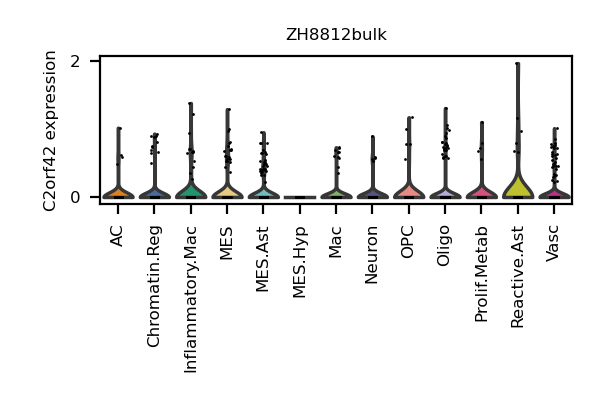 ZH8812bulk
C2orf42 expression
2
0
AC
Chromatin.Reg
Inflammatory.Mac
MES
MES.Ast
MES.Hyp
Mac
Neuron
OPC
Oligo
Prolif.Metab
Reactive.Ast
Vasc